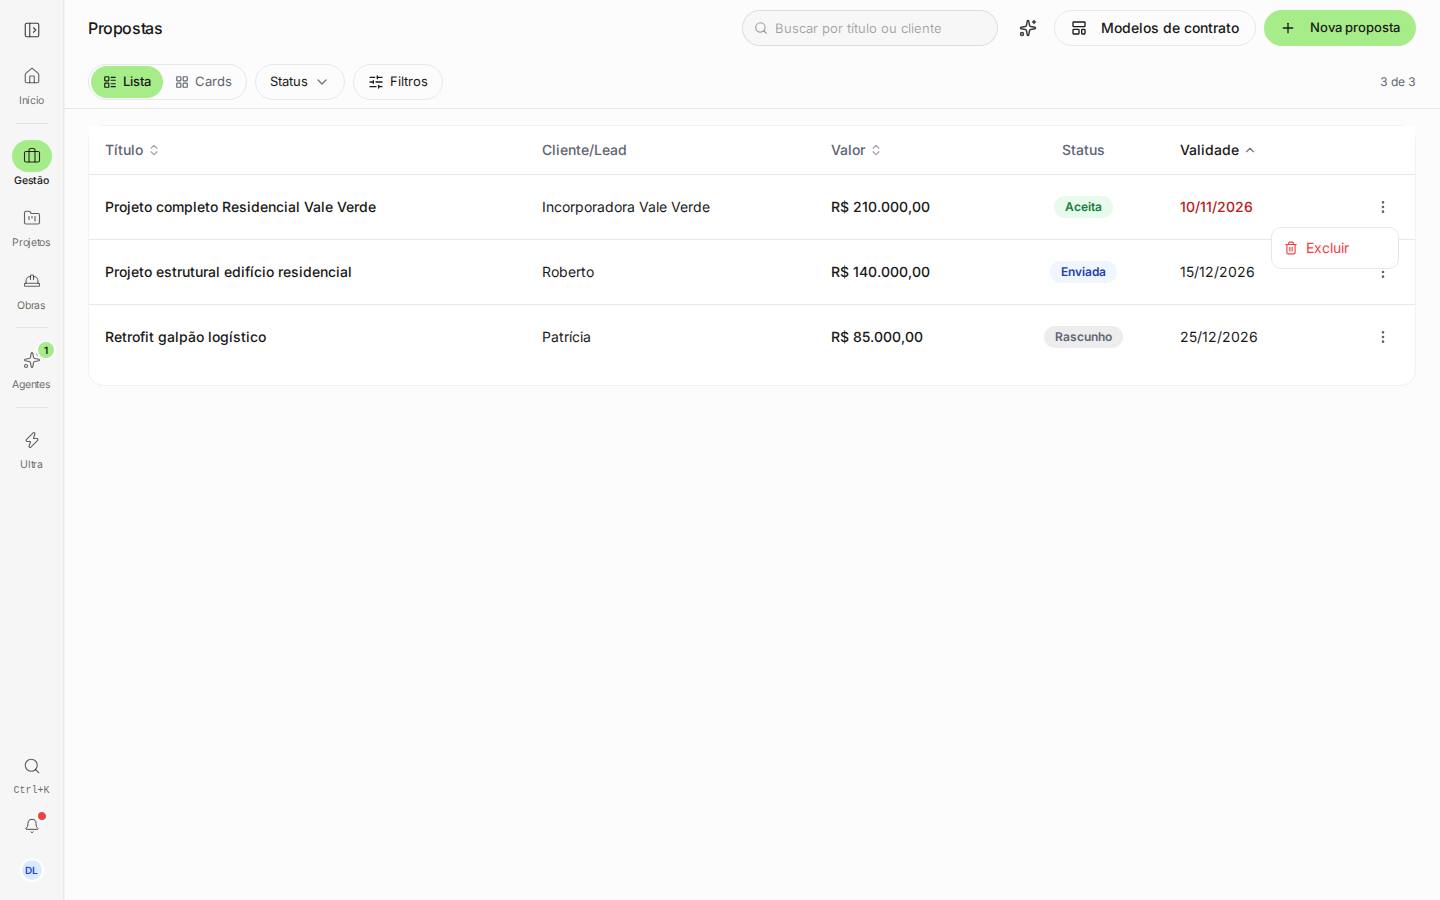 Propostas
Buscar por título ou cliente
Modelos de contrato
Nova proposta
Lista
Cards
Status
Filtros
3 de 3
Início
Gestão
Projetos
Obras
1
Agentes
Ultra
Ctrl+K
DL
Título
Cliente/Lead
Valor
Status
Validade
Projeto completo Residencial Vale Verde
Incorporadora Vale Verde
R$ 210.000,00
Aceita
10/11/2026
Excluir
Projeto estrutural edifício residencial
Roberto
R$ 140.000,00
Enviada
15/12/2026
Retrofit galpão logístico
Patrícia
R$ 85.000,00
Rascunho
25/12/2026